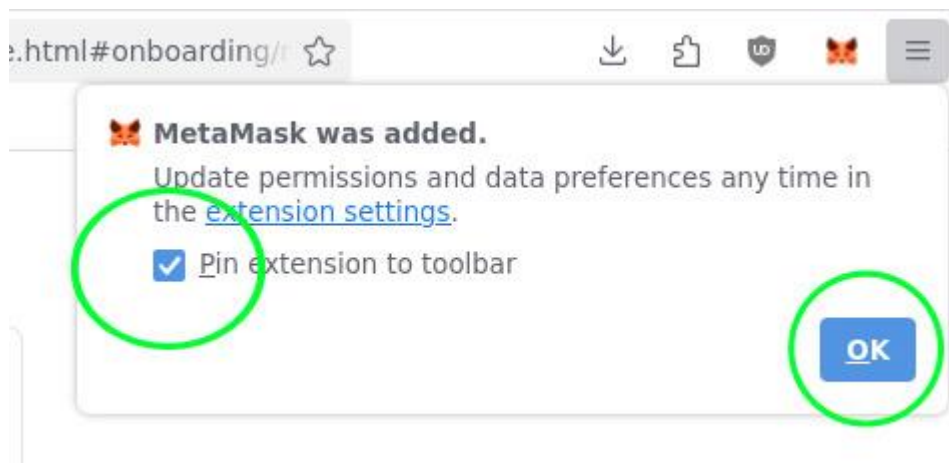 e.html#onboarding/
MetaMask was added.
Update permissions and data preferences any time in
the extension settings.
Pin extension to toolbar
OK